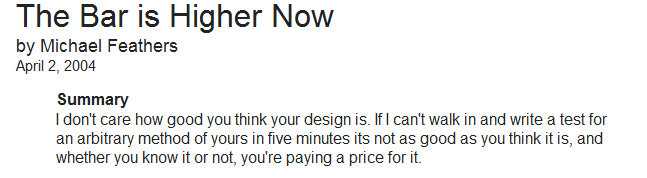 The Bar is Higher Now
by Michael Feathers
April 2, 2004
Summary
I don't care how good you think your design is. If I can't walk in and write a test for
an arbitrary method of yours in five minutes its not as good as you think it is, and
whether you know it or not, you're paying a price for it.